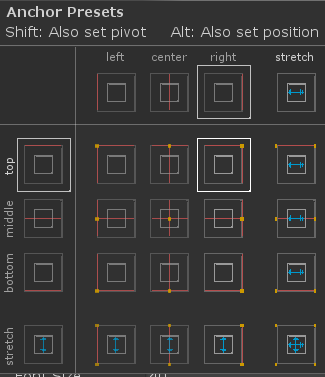 Anchor Presets
Shift: Also set pivot Alt: Also set position
left center right stretch
top
middle
bottom
stretch